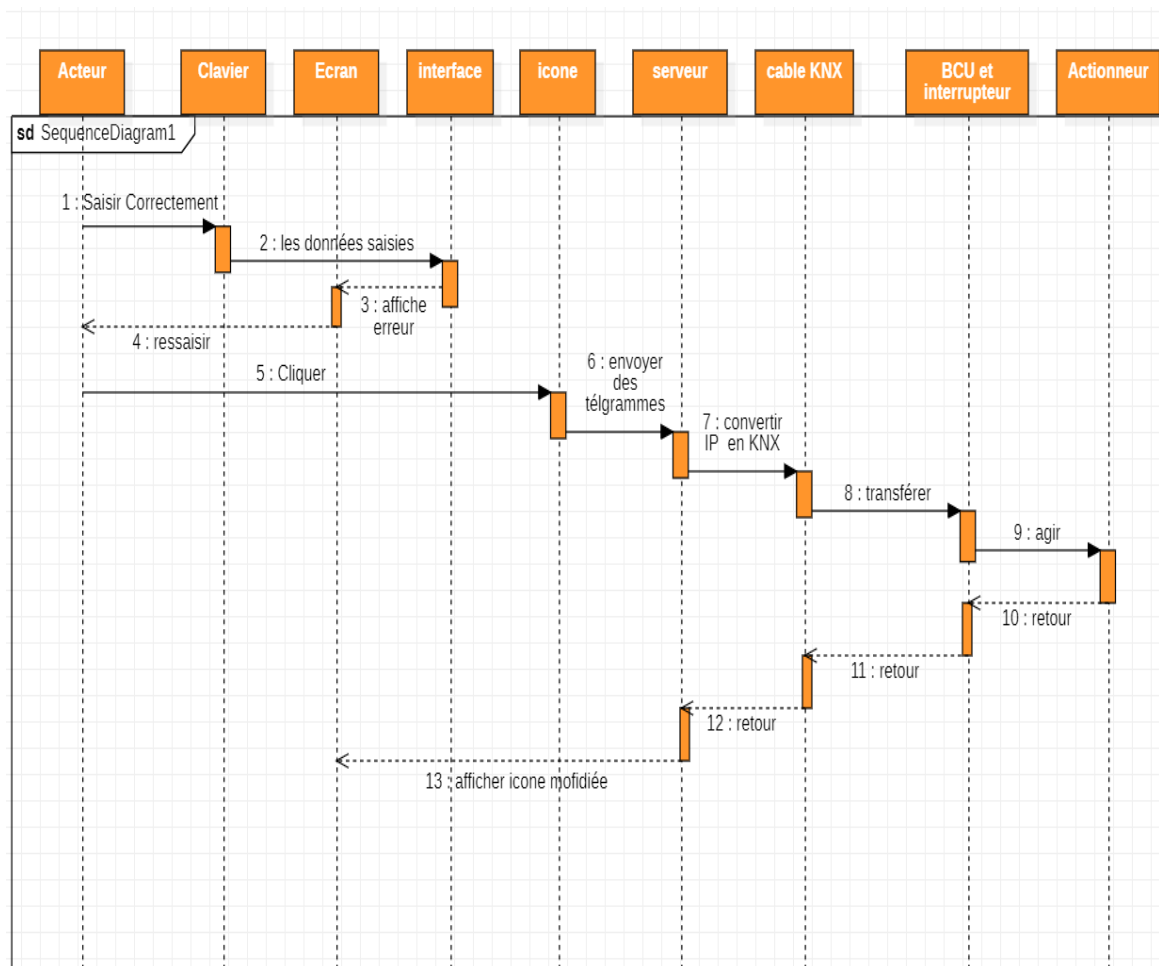 Acteur
Clavier
Ecran
interface
icone
serveur
cable KNX
BCU et
interrupteur
Actionneur
sd SequenceDiagram1
1 : Saisir Correctement
2 : les données saisies
3 : affiche
erreur
4 : ressaisir
5 : Cliquer
6 : envoyer
des
télgrammes
7 : convertir
IP en KNX
8 : transférer
9 : agir
10 : retour
11 : retour
12 : retour
13 : afficher icone mofidiée